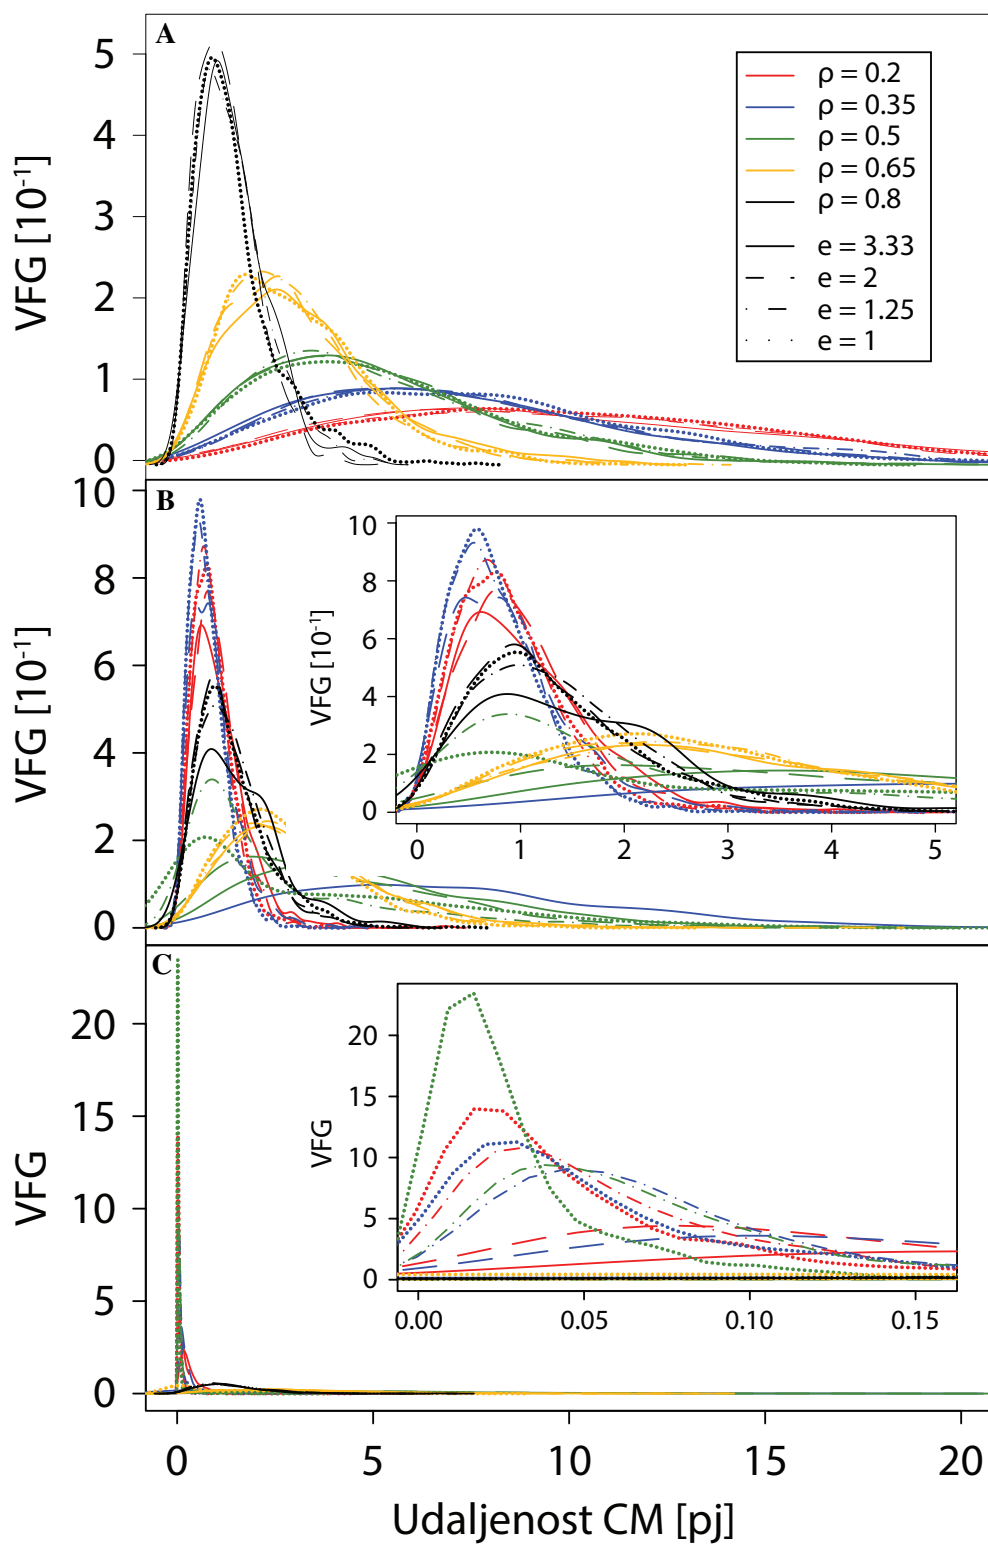 A
VFG [10⁻¹]
5
4
3
2
1
0
ρ = 0.2
ρ = 0.35
ρ = 0.5
ρ = 0.65
ρ = 0.8
e = 3.33
e = 2
e = 1.25
e = 1
B
VFG [10⁻¹]
10
8
6
4
2
0
VFG [10⁻¹]
10
8
6
4
2
0
0 1 2 3 4 5
C
VFG
20
15
10
5
0
VFG
20
15
10
5
0
0.00 0.05 0.10 0.15
0 5 10 15 20
Udaljenost CM [pj]